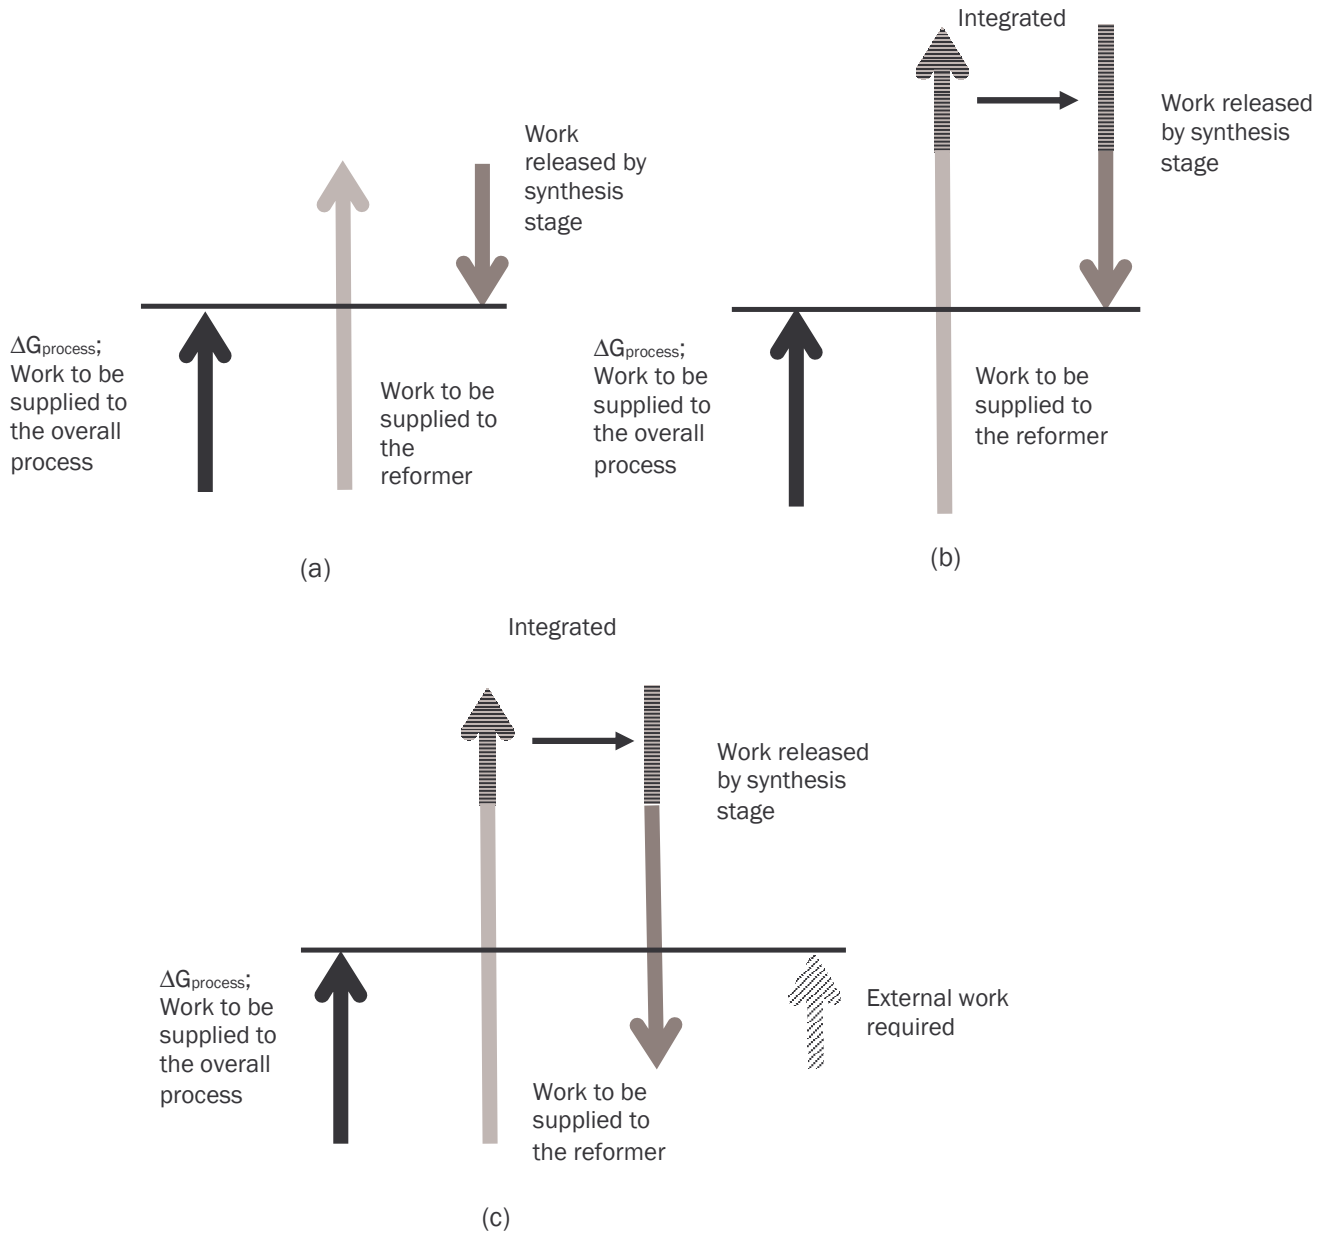 Work
released by
synthesis
stage
ΔGprocess;
Work to be
supplied to
the overall
process
Work to be
supplied to
the
reformer
(a)
Integrated
Work released
by synthesis
stage
ΔGprocess;
Work to be
supplied to
the overall
process
Work to be
supplied to
the reformer
(b)
Integrated
Work released
by synthesis
stage
ΔGprocess;
Work to be
supplied to
the overall
process
External work
required
Work to be
supplied to
the reformer
(c)